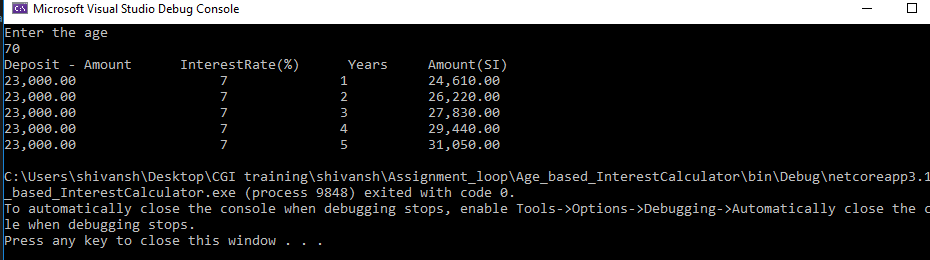 Microsoft Visual Studio Debug Console
Enter the age
70
Deposit - Amount InterestRate(%) Years Amount(SI)
23,000.00 7 1 24,610.00
23,000.00 7 2 26,220.00
23,000.00 7 3 27,830.00
23,000.00 7 4 29,440.00
23,000.00 7 5 31,050.00
C:\Users\shivansh\Desktop\CGI training\shivansh\Assignment_loop\Age_based_InterestCalculator\bin\Debug\netcoreapp3.1
_based_InterestCalculator.exe (process 9848) exited with code 0.
To automatically close the console when debugging stops, enable Tools->Options->Debugging->Automatically close the c
le when debugging stops.
Press any key to close this window . . .